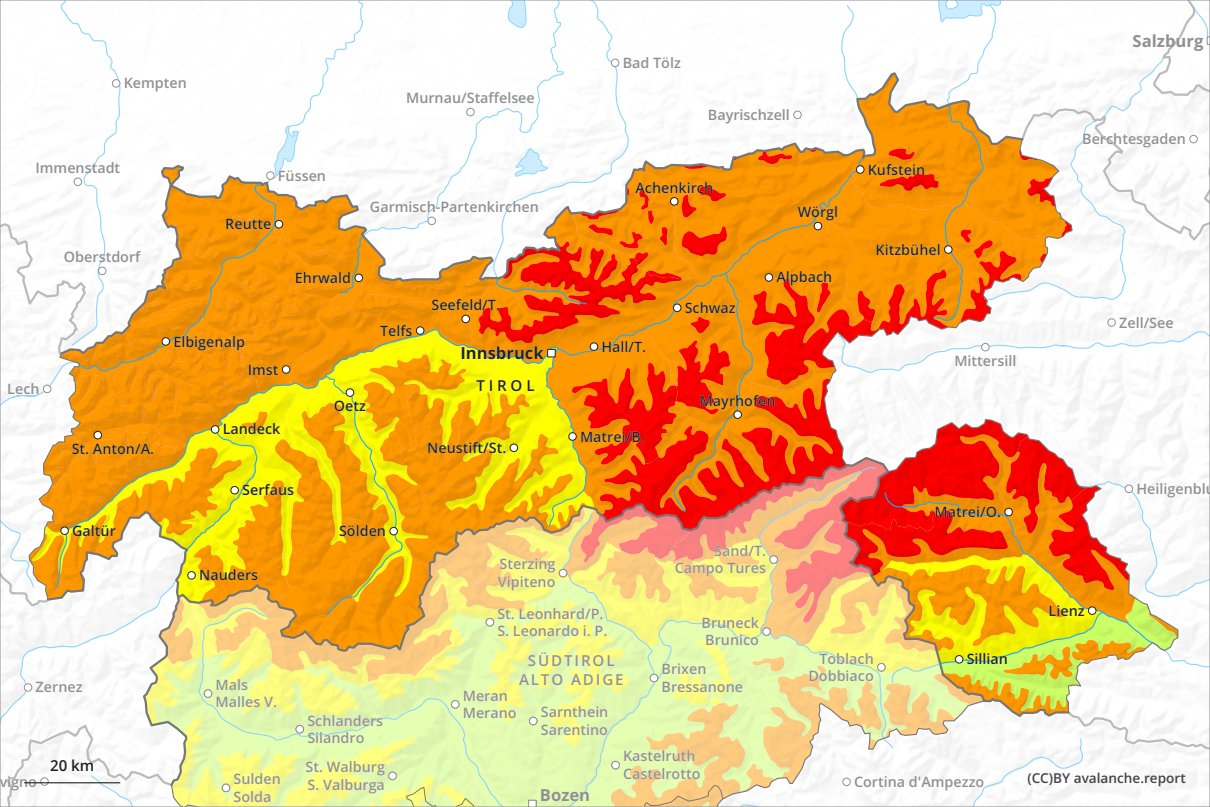 Salzburg
Bad Tölz
Kempten
Murnau/Staffelsee
Bayrischzell
Berchtesgaden
Immenstadt
Füssen
Kufstein
Achenkirch
Garmisch-Partenkirchen
Wörgl
Reutte
Kitzbühel
Oberstdorf
Ehrwald
Alpbach
Seefeld/T.
Schwaz
Zell/See
Telfs
Elbigenalp
Innsbruck
Hall/T.
Mittersill
Imst
TIROL
Lech
Oetz
Mayrhofen
Landeck
Matrei/B.
St. Anton/A.
Neustift/St.
Serfaus
Heiligenblu
Matrei/O.
Galtür
Sölden
Sand/T.
Campo Tures
Sterzing
Vipiteno
Nauders
Lienz
St. Leonhard/P.
S. Leonardo i. P.
Bruneck
Brunico
Sillian
SÜDTIROL
ALTO ADIGE
Toblach
Dobbiaco
Zernez
Mals
Malles V.
Brixen
Bressanone
Meran
Merano
Sarnthein
Sarentino
Schlanders
Silandro
Kastelruth
Castelrotto
20 km
St. Walburg
S. Valburga
vigno
Sulden
Solda
Cortina d'Ampezzo
(CC)BY avalanche.report
Bozen